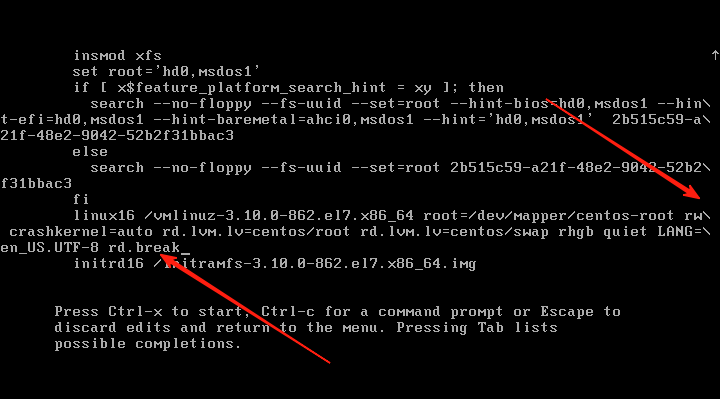 insmod xfs
set root='hd0,msdos1'
if [ x$feature_platform_search_hint = xy ]; then
search --no-floppy --fs-uuid --set=root --hint-bios=hd0,msdos1 --hin\
t-efi=hd0,msdos1 --hint-baremetal=ahci0,msdos1 --hint='hd0,msdos1'  2b515c59-a\
21f-48e2-9042-52b2f31bbac3
else
search --no-floppy --fs-uuid --set=root 2b515c59-a21f-48e2-9042-52b2\
f31bbac3
fi
linux16 /vmlinuz-3.10.0-862.el7.x86_64 root=/dev/mapper/centos-root rw\
crashkernel=auto rd.lvm.lv=centos/root rd.lvm.lv=centos/swap rhgb quiet LANG=\
en_US.UTF-8 rd.break_
initrd16 /initramfs-3.10.0-862.el7.x86_64.img
Press Ctrl-x to start, Ctrl-c for a command prompt or Escape to
discard edits and return to the menu. Pressing Tab lists
possible completions.